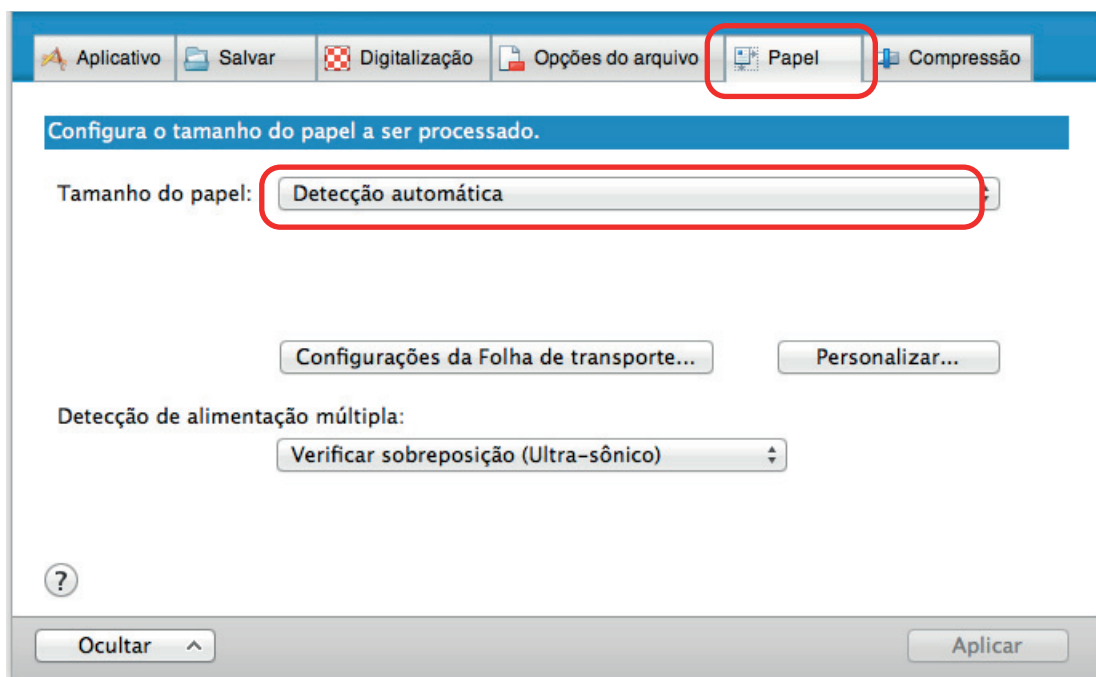 Aplicativo Salvar Digitalização Opções do arquivo Papel Compressão
Configura o tamanho do papel a ser processado.
Tamanho do papel: Detecção automática
Configurações da Folha de transporte... Personalizar...
Detecção de alimentação múltipla:
Verificar sobreposição (Ultra-sônico)
?
Ocultar Aplicar